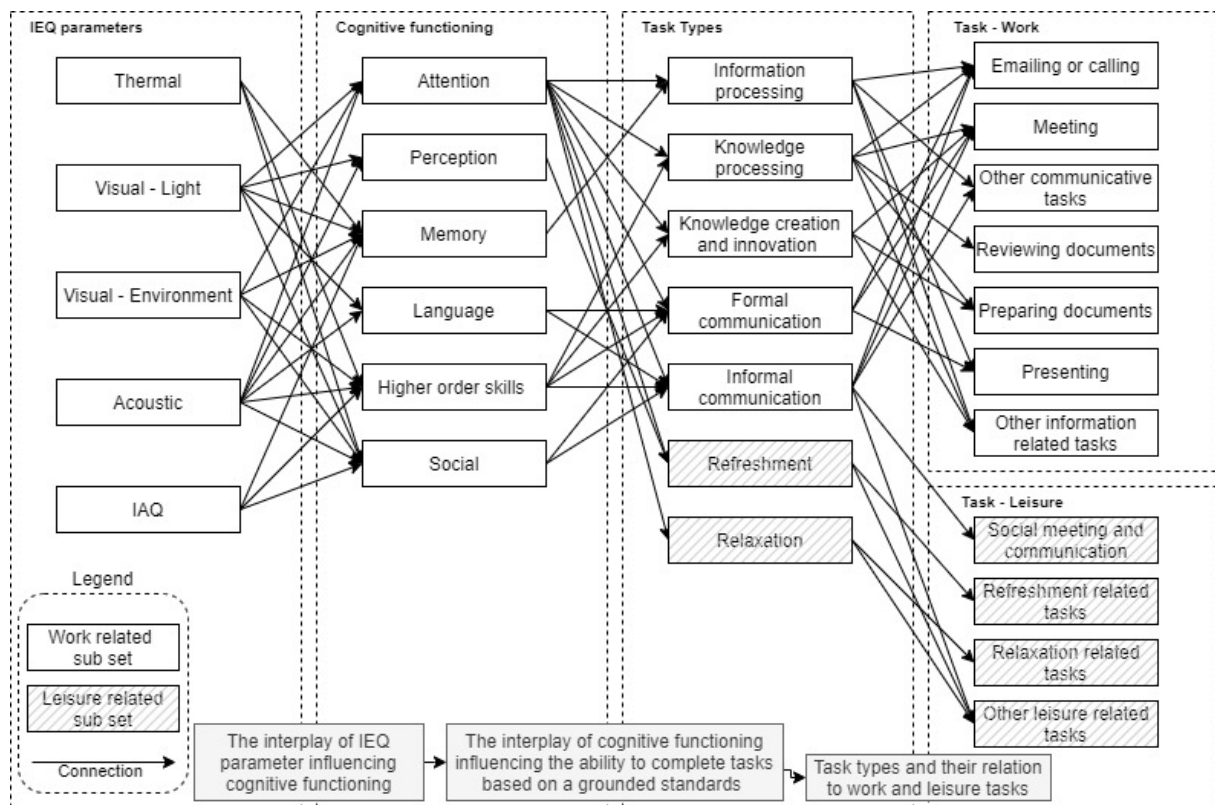 IEQ parameters
Thermal
Visual - Light
Visual - Environment
Acoustic
IAQ
Cognitive functioning
Attention
Perception
Memory
Language
Higher order skills
Social
Task Types
Information
processing
Knowledge
processing
Knowledge creation
and innovation
Formal
communication
Informal
communication
Refreshment
Relaxation
Task - Work
Emailing or calling
Meeting
Other communicative
tasks
Reviewing documents
Preparing documents
Presenting
Other information
related tasks
Task - Leisure
Social meeting and
communication
Refreshment related
tasks
Relaxation related
tasks
Other leisure related
tasks
Legend
Work related
sub set
Leisure related
sub set
Connection
The interplay of IEQ
parameter influencing
cognitive functioning
The interplay of cognitive functioning
influencing the ability to complete tasks
based on a grounded standards
Task types and their relation
to work and leisure tasks